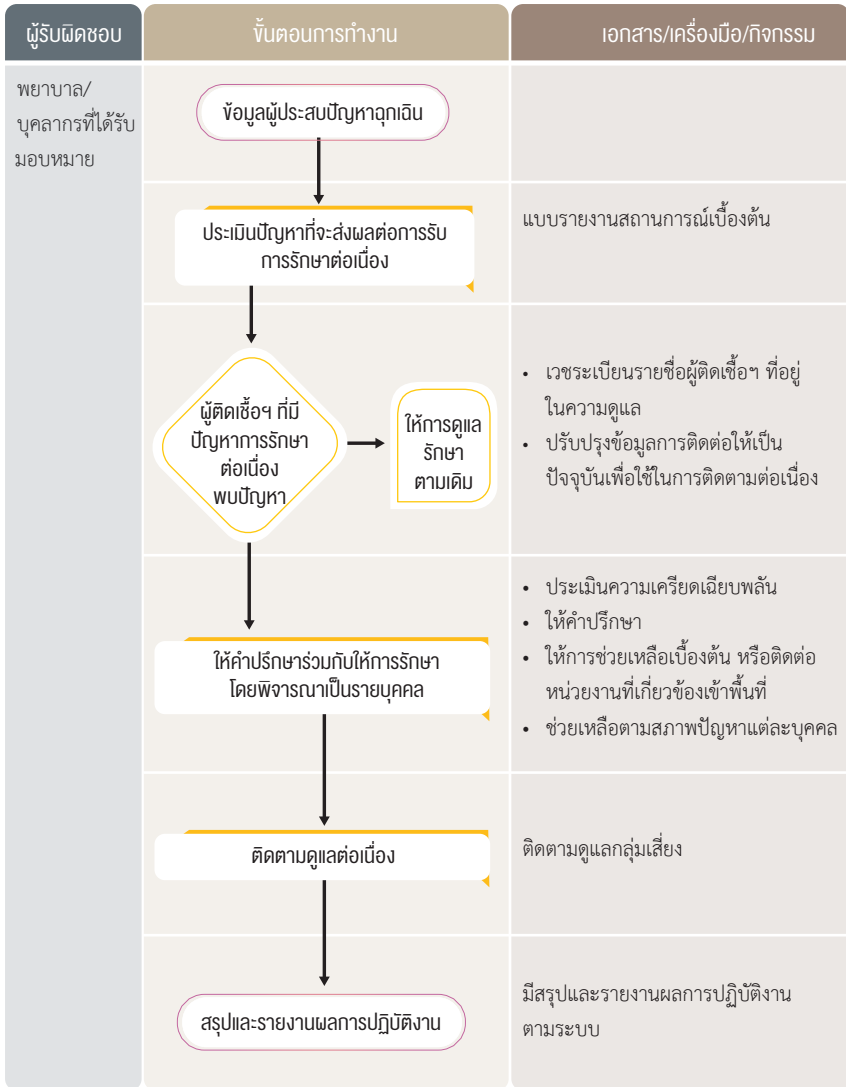 ผู้รับผิดชอบ
ขั้นตอนการทำงาน
เอกสาร/เครื่องมือ/กิจกรรม
พยาบาล/
บุคลากรที่ได้รับ
มอบหมาย
ข้อมูลผู้ประสบปัญหาฉุกเฉิน
ประเมินปัญหาที่จะส่งผลต่อการรับ
การรักษาต่อเนื่อง
แบบรายงานสถานการณ์เบื้องต้น
ผู้ติดเชื้อฯ ที่มี
ปัญหาการรักษา
ต่อเนื่อง
พบปัญหา
ให้การดูแล
รักษา
ตามเดิม
• เวชระเบียนรายชื่อผู้ติดเชื้อฯ ที่อยู่
ในความดูแล
• ปรับปรุงข้อมูลการติดต่อให้เป็น
ปัจจุบันเพื่อใช้ในการติดตามต่อเนื่อง
ให้คำปรึกษาร่วมกับให้การรักษา
โดยพิจารณาเป็นรายบุคคล
• ประเมินความเครียดเฉียบพลัน
• ให้คำปรึกษา
• ให้การช่วยเหลือเบื้องต้น หรือติดต่อ
หน่วยงานที่เกี่ยวข้องเข้าพื้นที่
• ช่วยเหลือตามสภาพปัญหาแต่ละบุคคล
ติดตามดูแลต่อเนื่อง
ติดตามดูแลกลุ่มเสี่ยง
สรุปและรายงานผลการปฏิบัติงาน
มีสรุปและรายงานผลการปฏิบัติงาน
ตามระบบ